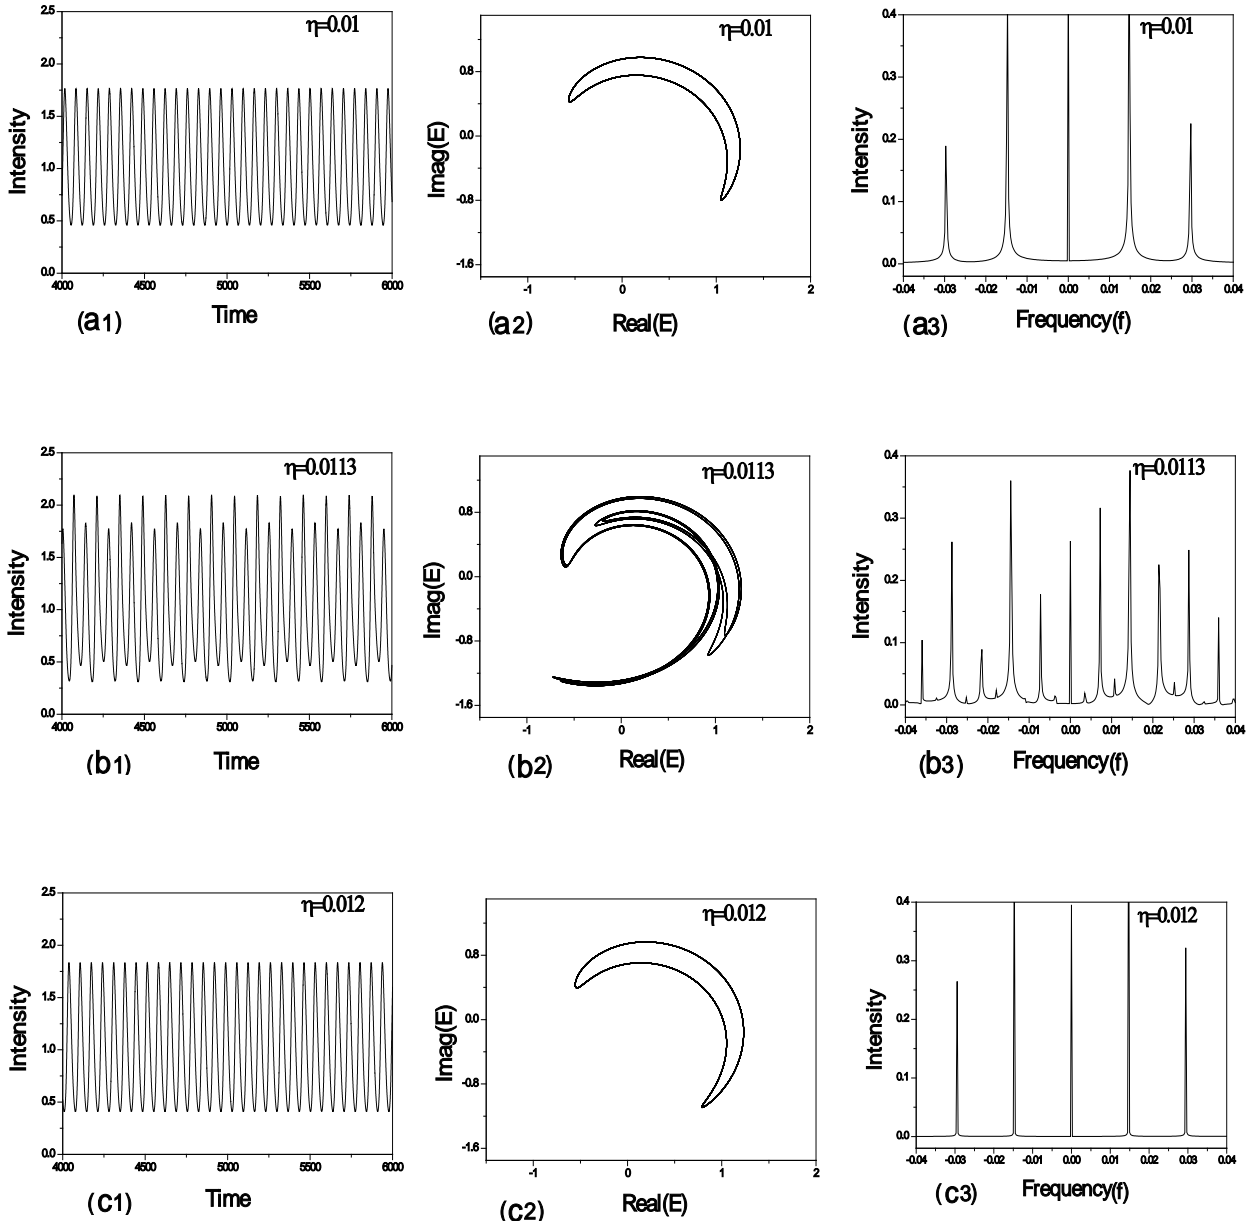 η=0.01
2.5
2.0
1.5
1.0
0.5
0.0
Intensity
4000 4500 5000 5500 6000
Time
(a1)
η=0.01
0.8
0.0
-0.8
-1.6
Imag(E)
-1 0 1 2
Real(E)
(a2)
η=0.01
0.4
0.3
0.2
0.1
0.0
Intensity
-0.04 -0.03 -0.02 -0.01 0.00 0.01 0.02 0.03 0.04
Frequency(f)
(a3)
η=0.0113
2.5
2.0
1.5
1.0
0.5
0.0
Intensity
4000 4500 5000 5500 6000
Time
(b1)
η=0.0113
0.8
0.0
-0.8
-1.6
Imag(E)
-1 0 1 2
Real(E)
(b2)
η=0.0113
0.4
0.3
0.2
0.1
0.0
Intensity
-0.04 -0.03 -0.02 -0.01 0.00 0.01 0.02 0.03 0.04
Frequency(f)
(b3)
η=0.012
2.5
2.0
1.5
1.0
0.5
0.0
Intensity
4000 4500 5000 5500 6000
Time
(c1)
η=0.012
0.8
0.0
-0.8
-1.6
Imag(E)
-1 0 1 2
Real(E)
(c2)
η=0.012
0.4
0.3
0.2
0.1
0.0
Intensity
-0.04 -0.03 -0.02 -0.01 0.00 0.01 0.02 0.03 0.04
Frequency(f)
(c3)